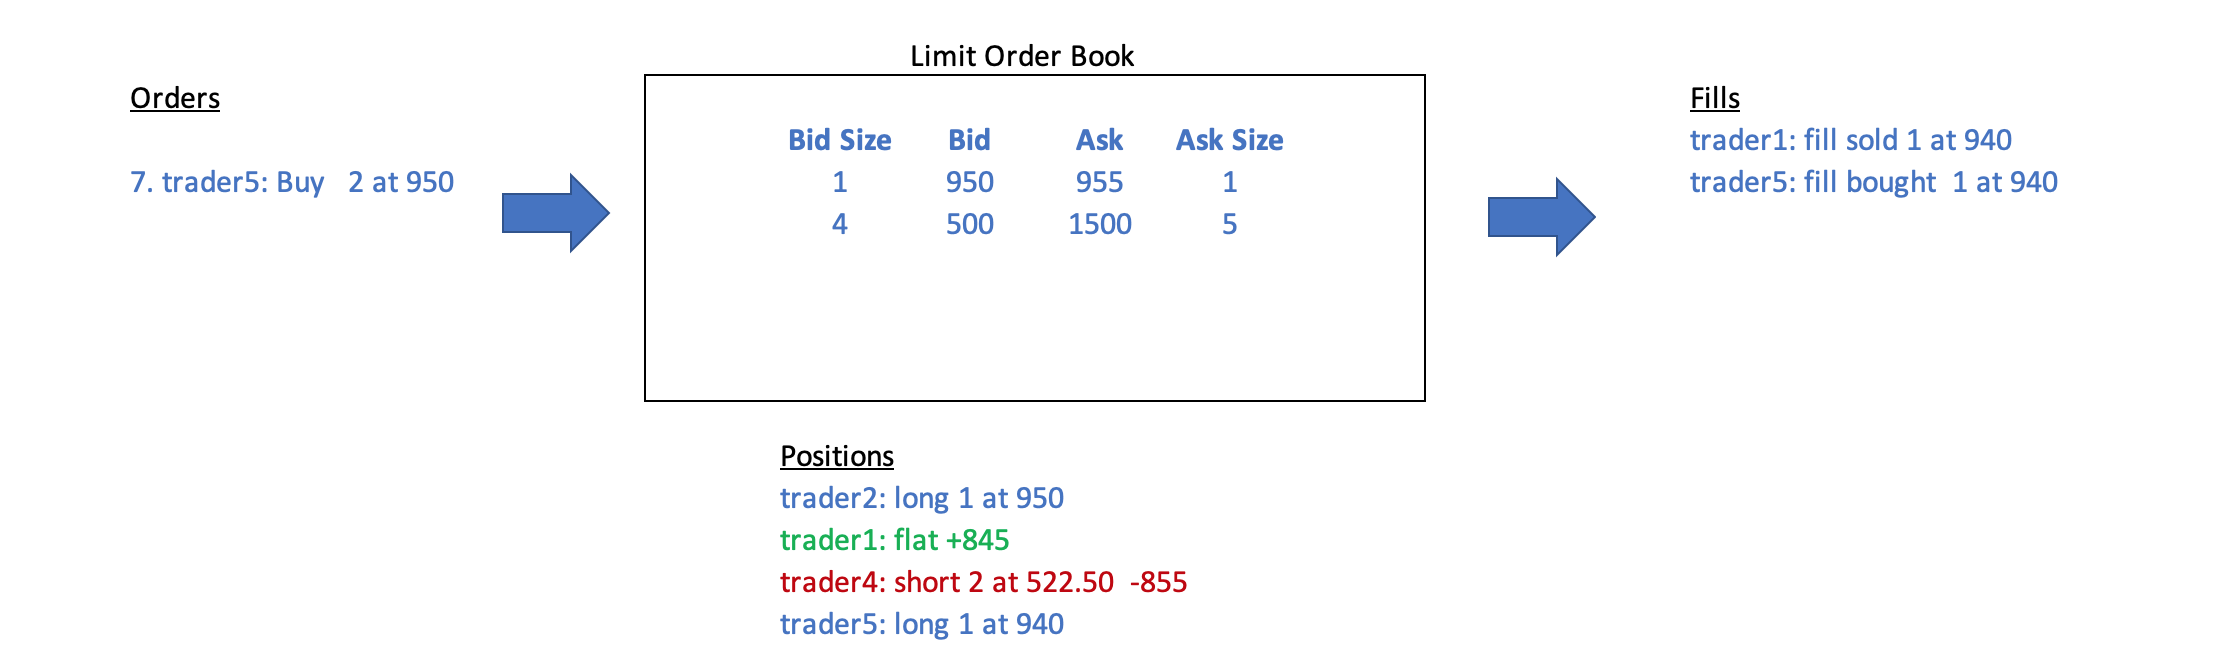 Limit Order Book
Orders
7. trader5: Buy 2 at 950
Bid Size Bid Ask Ask Size
1 950 955 1
4 500 1500 5
Fills
trader1: fill sold 1 at 940
trader5: fill bought 1 at 940
Positions
trader2: long 1 at 950
trader1: flat +845
trader4: short 2 at 522.50 -855
trader5: long 1 at 940